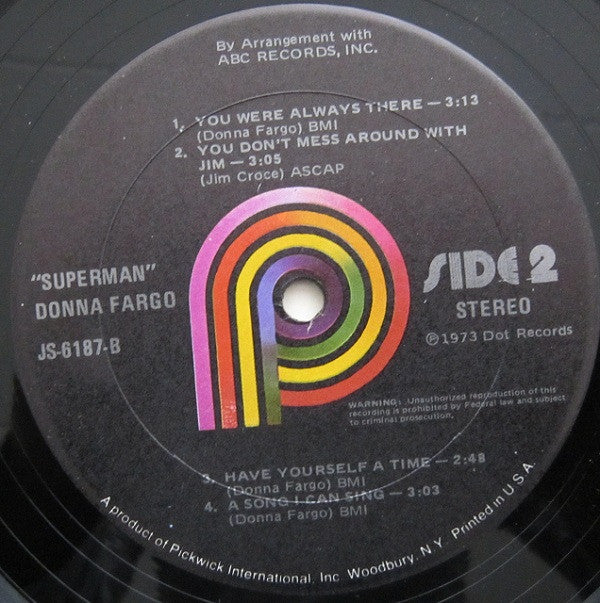 By Arrangement with
ABC RECORDS, INC.
1. YOU WERE ALWAYS THERE — 3:13
(Donna Fargo) BMI
2. YOU DON'T MESS AROUND WITH
JIM — 3:05
(Jim Croce) ASCAP
"SUPERMAN"
DONNA FARGO
JS-6187-B
SIDE 2
STEREO
℗ 1973 Dot Records
WARNING: Unauthorized reproduction of this
recording is prohibited by Federal law and subject
to criminal prosecution.
3. HAVE YOURSELF A TIME — 2:48
(Donna Fargo) BMI
4. A SONG I CAN SING — 3:03
(Donna Fargo) BMI
A product of Pickwick International, Inc Woodbury, N.Y. Printed in U.S.A.